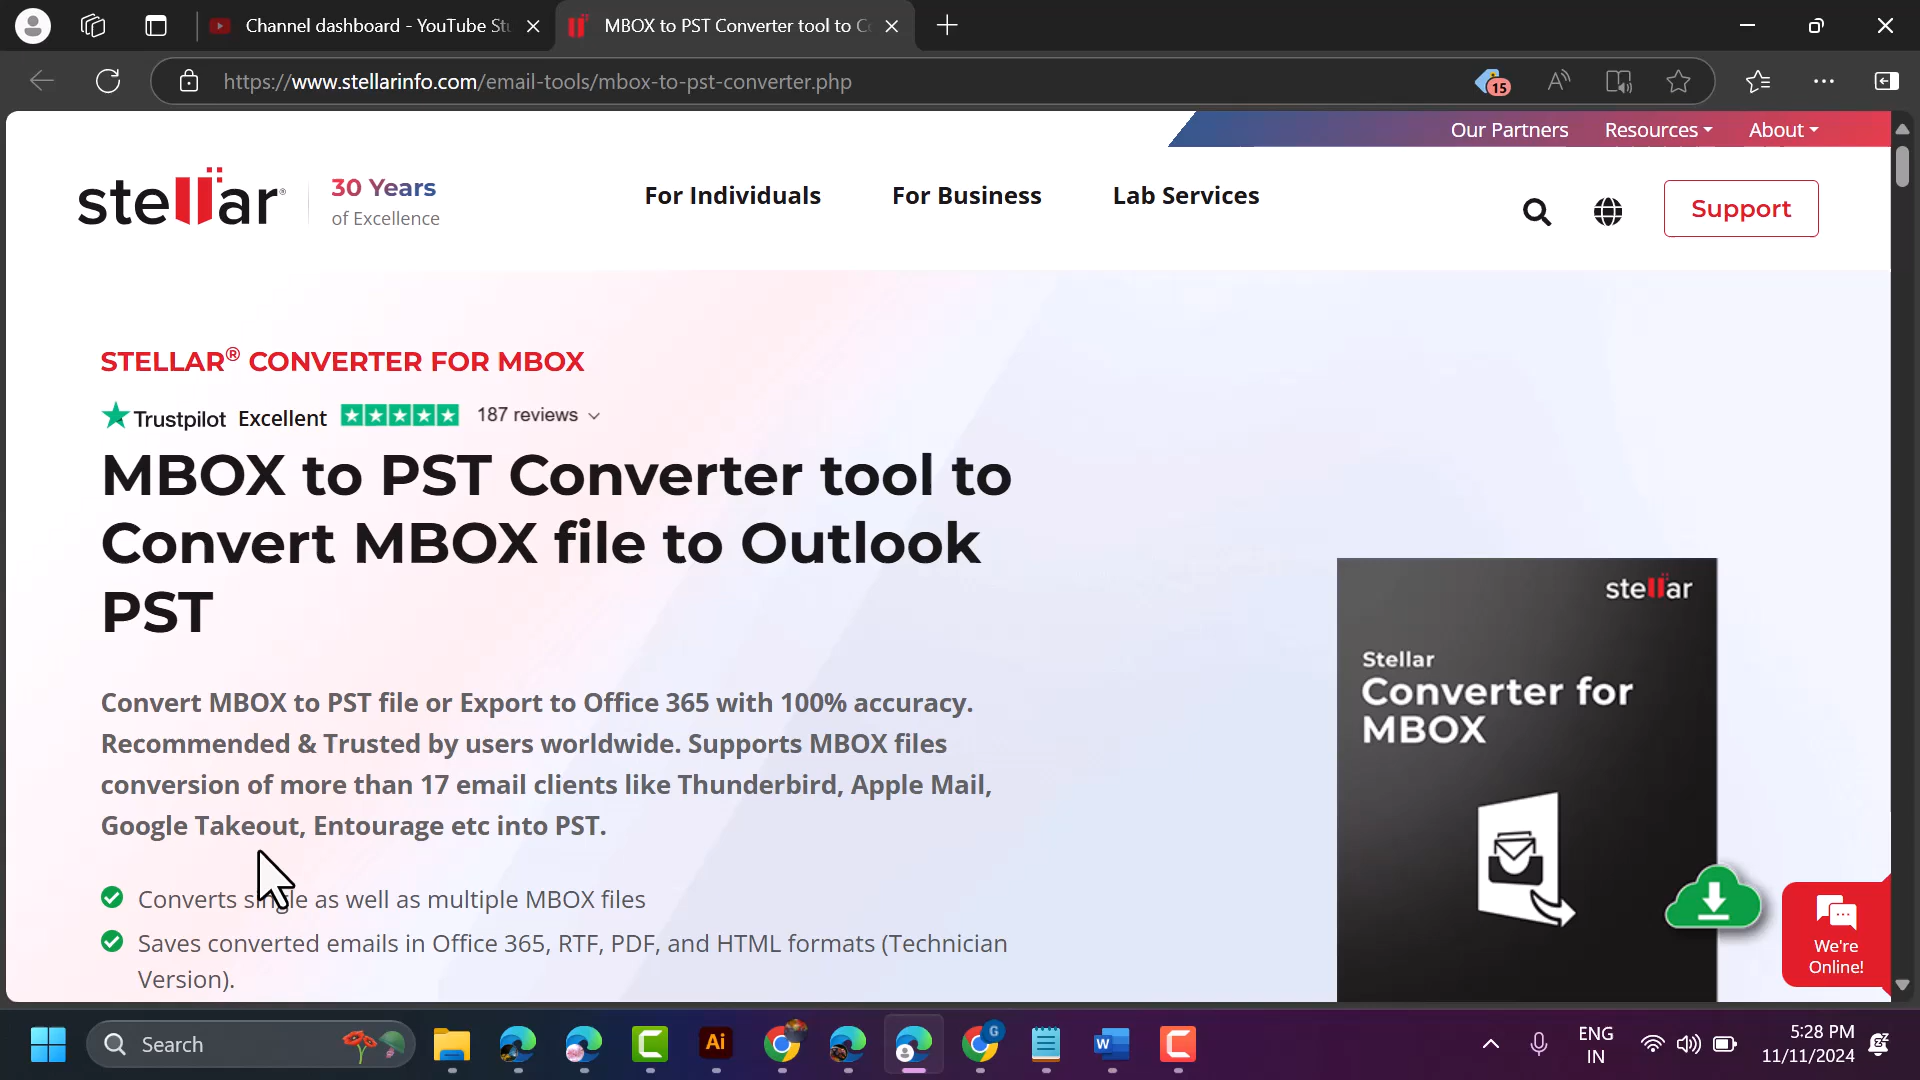 Channel dashboard - YouTube Stu
MBOX to PST Converter tool to Co
https://www.stellarinfo.com/email-tools/mbox-to-pst-converter.php
15
Our Partners
Resources
About
stellar®
30 Years
of Excellence
For Individuals
For Business
Lab Services
Support
STELLAR® CONVERTER FOR MBOX
Trustpilot Excellent 187 reviews
MBOX to PST Converter tool to
Convert MBOX file to Outlook
PST
Convert MBOX to PST file or Export to Office 365 with 100% accuracy.
Recommended & Trusted by users worldwide. Supports MBOX files
conversion of more than 17 email clients like Thunderbird, Apple Mail,
Google Takeout, Entourage etc into PST.
Converts single as well as multiple MBOX files
Saves converted emails in Office 365, RTF, PDF, and HTML formats (Technician
Version).
stellar
Stellar
Converter for
MBOX
We're
Online!
Search
Ai
G
W
ENG
IN
5:28 PM
11/11/2024